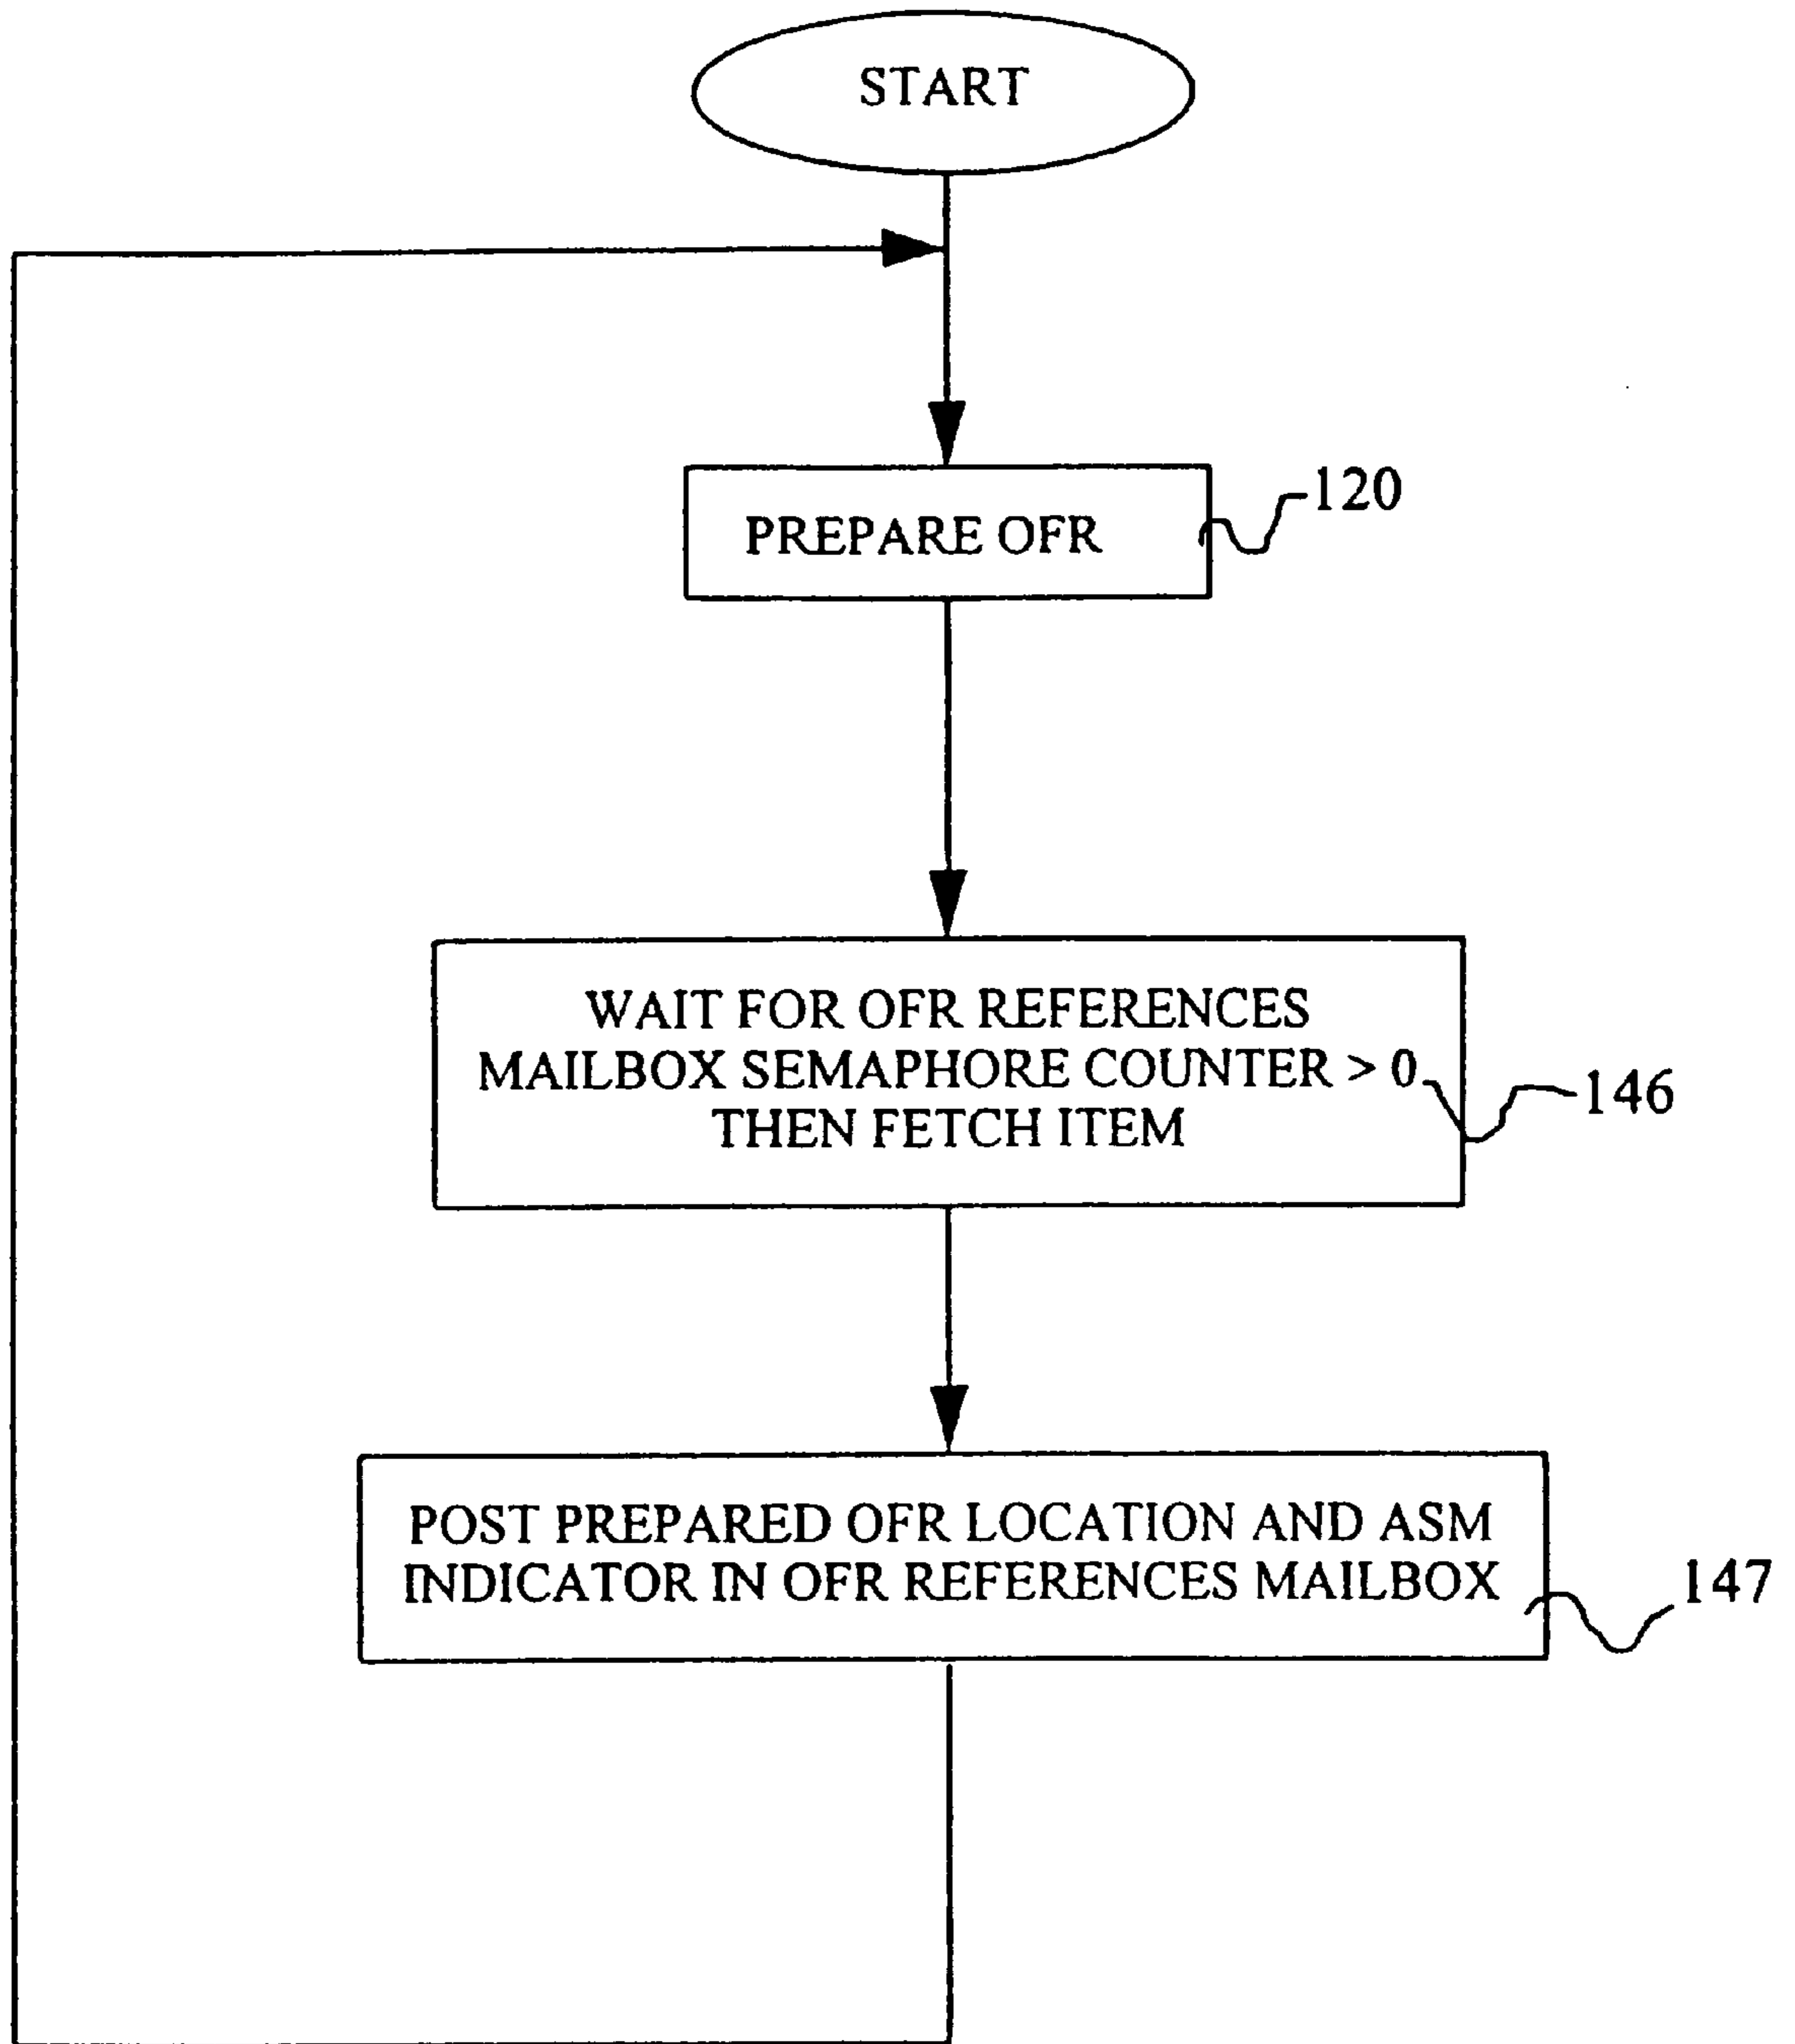 START
PREPARE OFR
120
WAIT FOR OFR REFERENCES
MAILBOX SEMAPHORE COUNTER > 0
THEN FETCH ITEM
146
POST PREPARED OFR LOCATION AND ASM
INDICATOR IN OFR REFERENCES MAILBOX
147